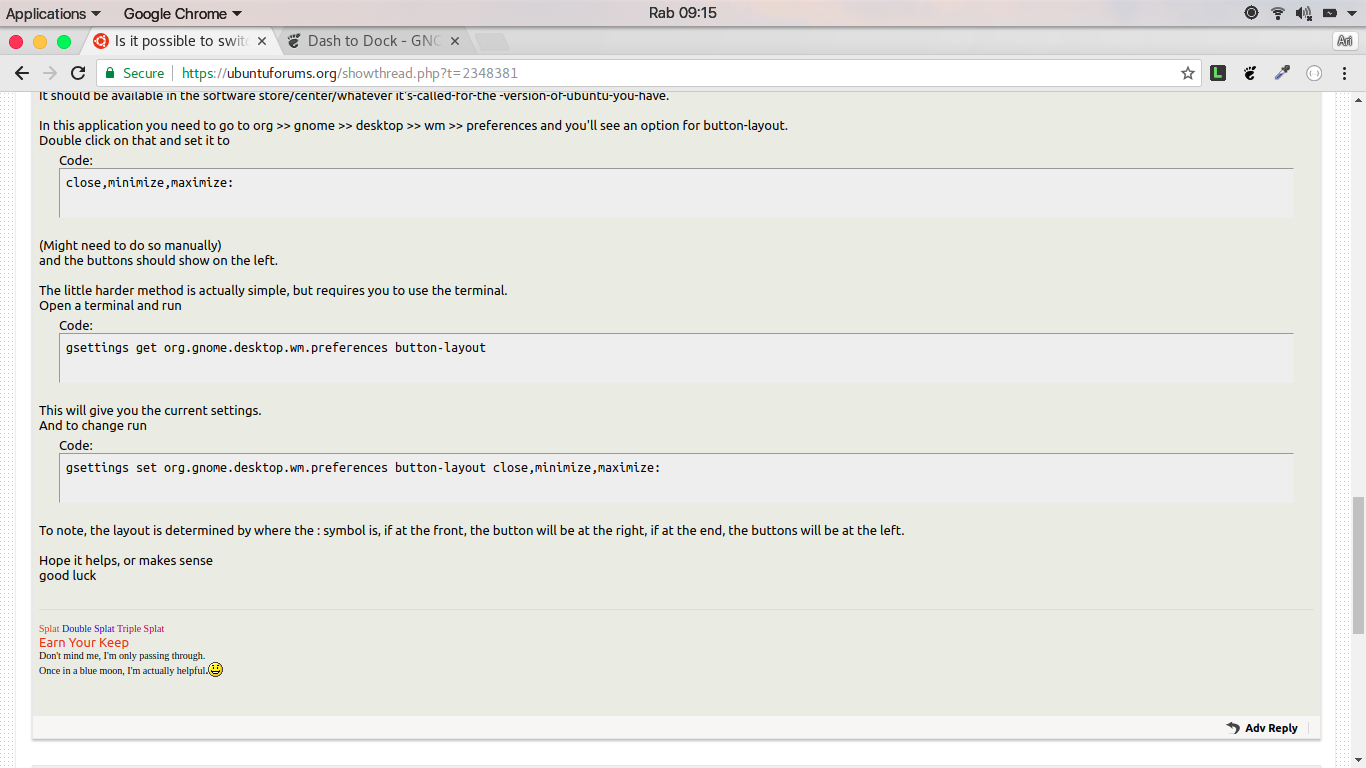 Applications Google Chrome Rab 09:15
Is it possible to swit Dash to Dock - GNO Ari
Secure https://ubuntuforums.org/showthread.php?t=2348381
It should be available in the software store/center/whatever it's-called-for-the -version-of-ubuntu-you-have.
In this application you need to go to org >> gnome >> desktop >> wm >> preferences and you'll see an option for button-layout.
Double click on that and set it to
Code:
close,minimize,maximize:
(Might need to do so manually)
and the buttons should show on the left.
The little harder method is actually simple, but requires you to use the terminal.
Open a terminal and run
Code:
gsettings get org.gnome.desktop.wm.preferences button-layout
This will give you the current settings.
And to change run
Code:
gsettings set org.gnome.desktop.wm.preferences button-layout close,minimize,maximize:
To note, the layout is determined by where the : symbol is, if at the front, the button will be at the right, if at the end, the buttons will be at the left.
Hope it helps, or makes sense
good luck
Splat Double Splat Triple Splat
Earn Your Keep
Don't mind me, I'm only passing through.
Once in a blue moon, I'm actually helpful.
Adv Reply